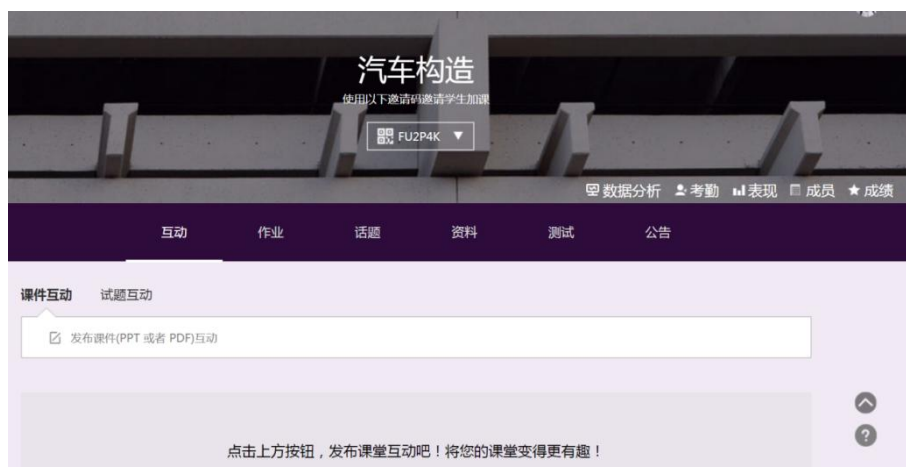 汽车构造
使用以下邀请码邀请学生加课
FU2P4K ▼
数据分析 考勤 表现 成员 成绩
互动 作业 话题 资料 测试 公告
课件互动 试题互动
发布课件(PPT 或者 PDF)互动
点击上方按钮，发布课堂互动吧！将您的课堂变得更有趣！
?